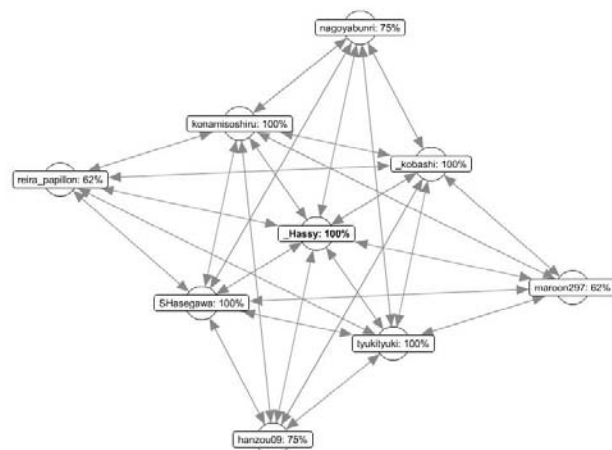 nagoyabunri: 75%
konamisoshiru: 100%
_kobashi: 100%
reira_papillon: 62%
_Hassy: 100%
maroon297: 62%
SHasegawa: 100%
tyukityuki: 100%
hanzou09: 75%